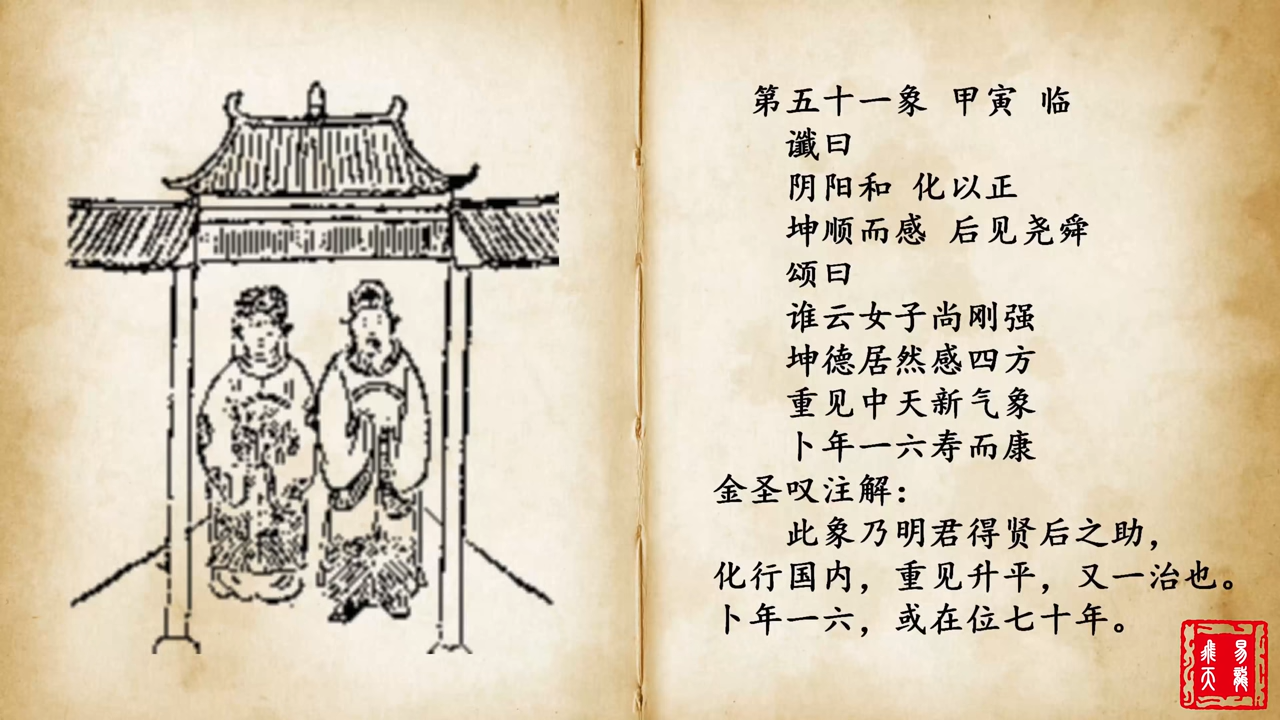 第五十一象 甲寅 临
谶曰
阴阳和 化以正
坤顺而感 后见尧舜
颂曰
谁云女子尚刚强
坤德居然感四方
重见中天新气象
卜年一六寿而康
金圣叹注解：
此象乃明君得贤后之助，
化行国内，重见升平，又一治也。
卜年一六，或在位七十年。
易龙
飞天